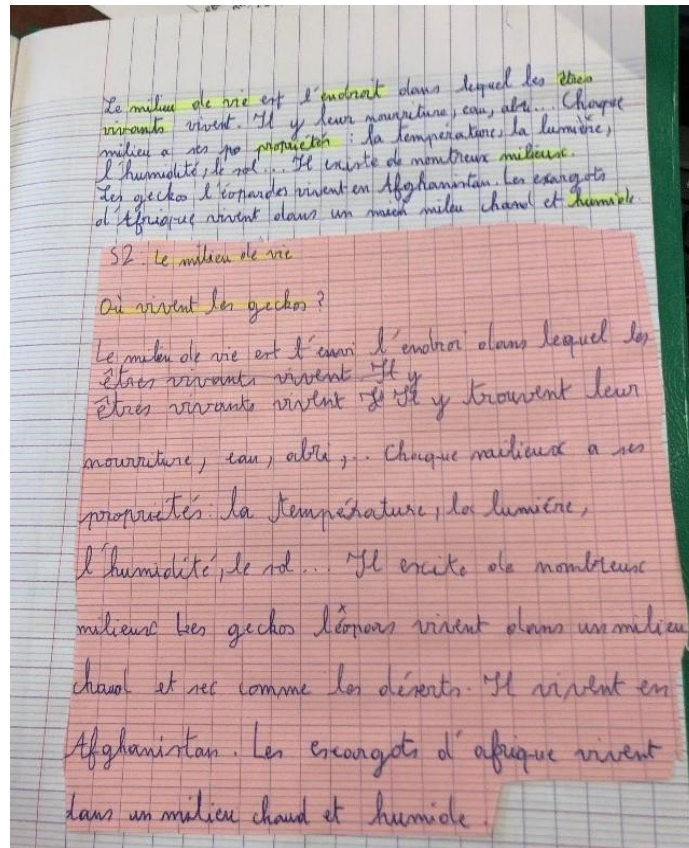 Le milieu de vie est l'endroit dans lequel les êtres
vivants vivent. Il y leur nourriture, eau, abri... Chaque
milieu a ses po propriétés : la température, la lumière,
l'humidité, le sol... Il existe de nombreux milieux.
Les geckos l'éopardes vivent en Afghanistan. Les escargots
d'Afrique vivent dans un milieu chaud et humide.
S2. Le milieu de vie
Où vivent les geckos ?
Le milieu de vie est l'endroi dans lequel les
êtres vivants vivent Il y
êtres vivants vivent Il y trouvent leur
nourriture, eau, abri,.. Chaque milieux a ses
propriétés: la température, la lumière,
l'humidité, le sol... Il excite de nombreux
milieux Les geckos léopars vivent dans un milieu
chaud et sec comme les déserts. Il vivent en
Afghanistan. Les escargots d'afrique vivent
dans un milieu chaud et humide.